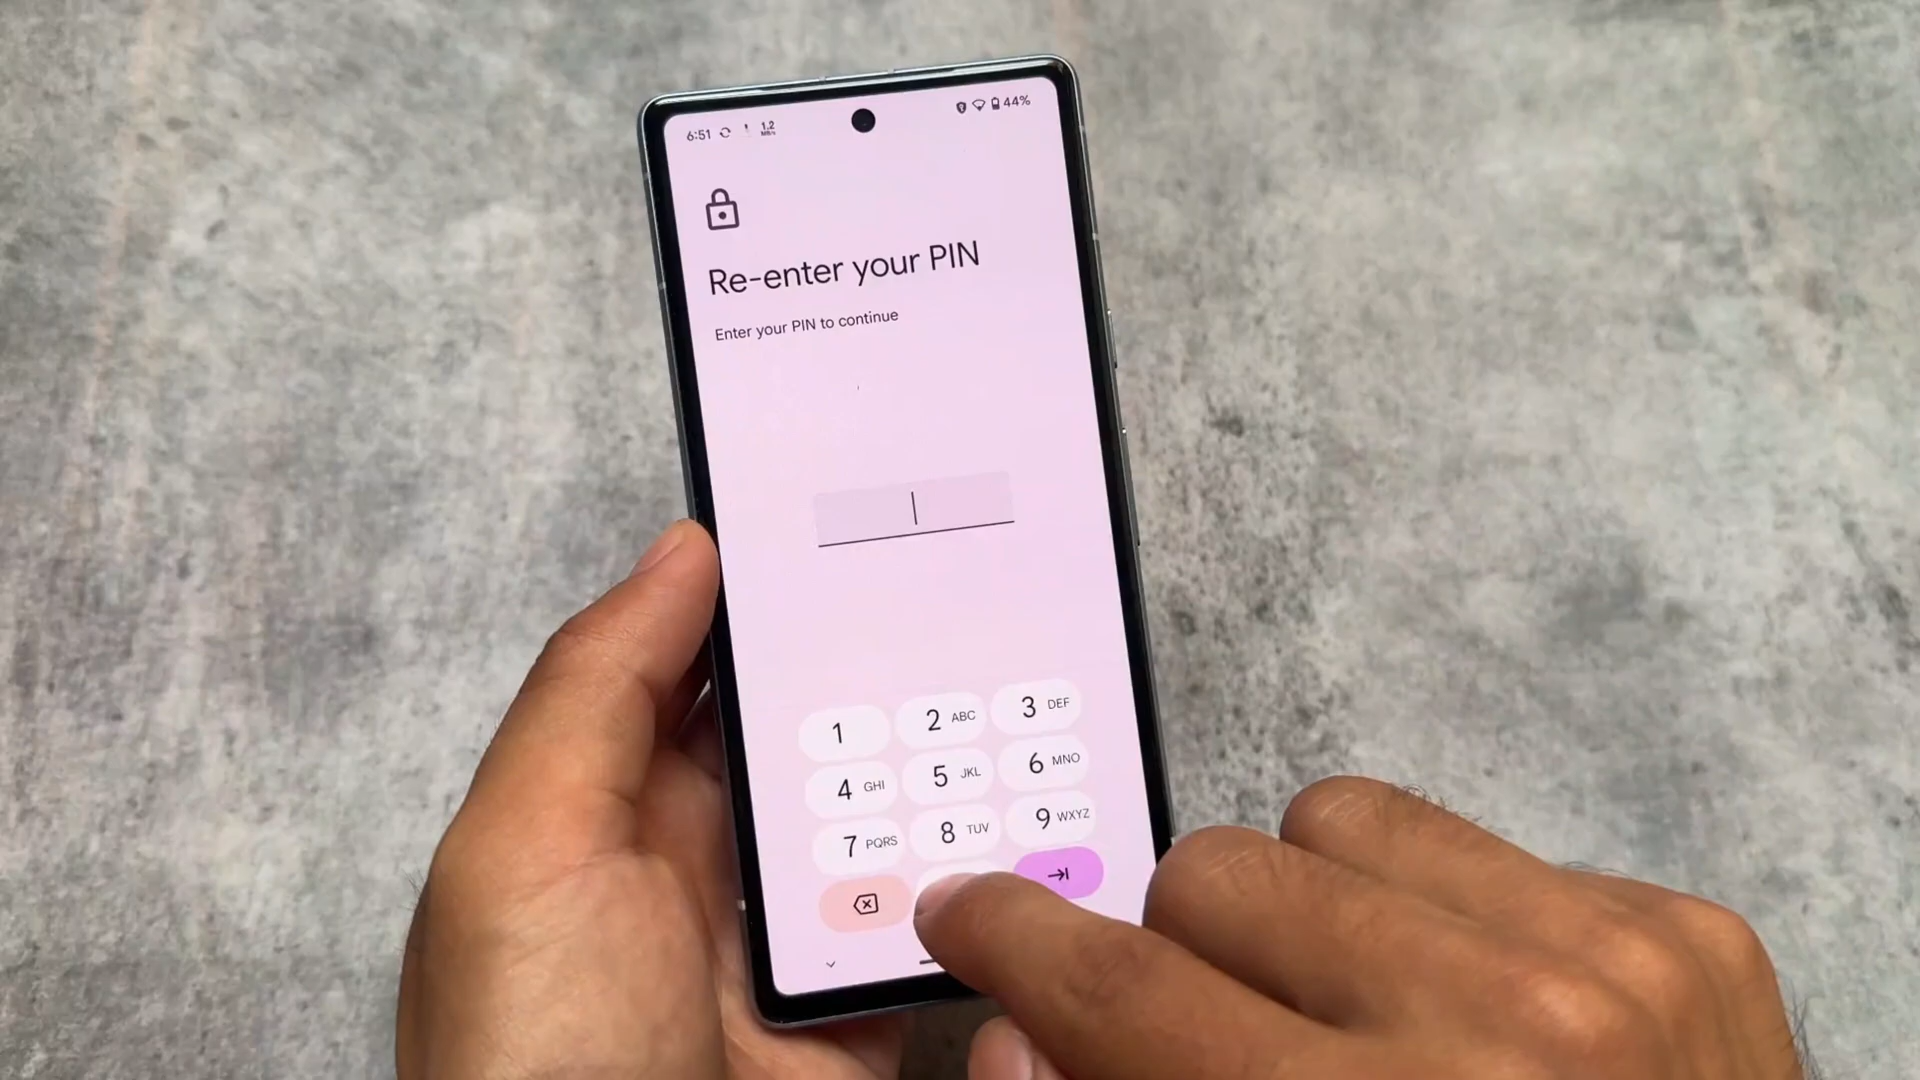 6:51 1.2 44%
MB/s
Re-enter your PIN
Enter your PIN to continue
1 2 ABC 3 DEF
4 GHI 5 JKL 6 MNO
7 PQRS 8 TUV 9 WXYZ